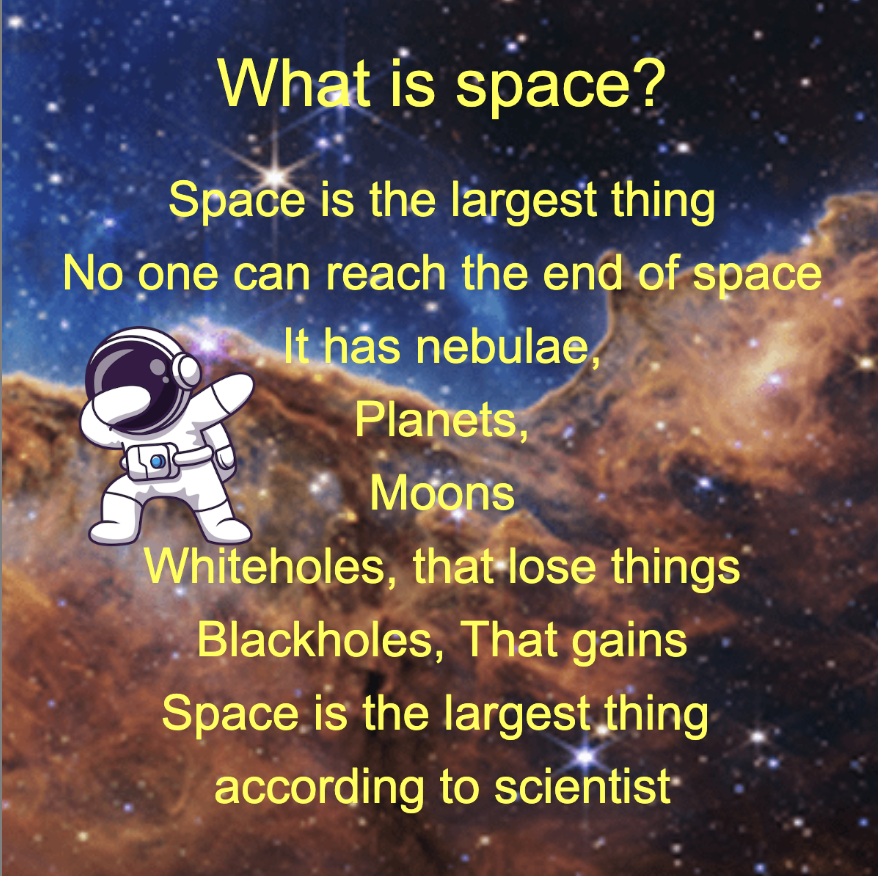 What is space?
Space is the largest thing
No one can reach the end of space
It has nebulae,
Planets,
Moons
Whiteholes, that lose things
Blackholes, That gains
Space is the largest thing
according to scientist